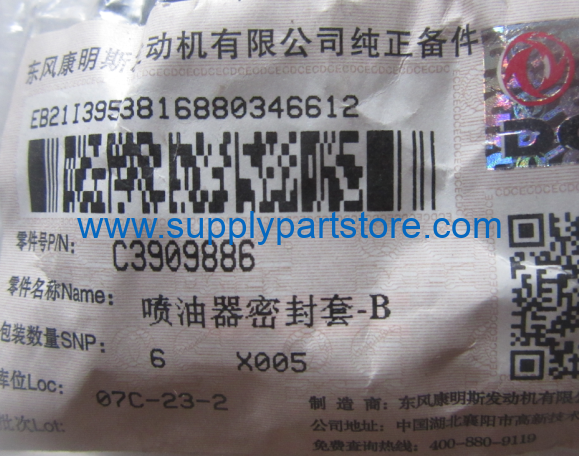 东风康明斯发动机有限公司纯正备件
EB21I3953816880346612
www.supplypartstore.com
零件号P/N: C3909886
零件名称Name: 喷油器密封套-B
包装数量SNP: 6 X005
库位Loc: 07C-23-2
批次Lot:
制 造 商: 东风康明斯发动机有限
公司地址: 中国湖北襄阳市高新技术
免费查询热线: 400-880-9119